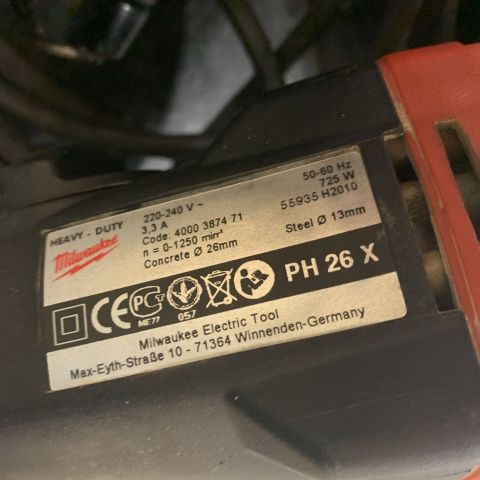 HEAVY - DUTY
Milwaukee
220-240 V ~
3,3 A
Code: 4000 3874 71
n = 0-1250 min⁻¹
Concrete Ø 26mm
50-60 Hz
725 W
55935 H2010
Steel Ø 13mm
CE
PC
ME77
057
PH 26 X
Milwaukee Electric Tool
Max-Eyth-Straße 10 - 71364 Winnenden-Germany